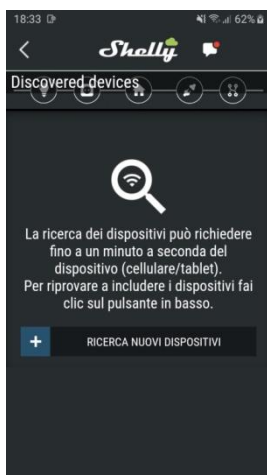 18:33 62%
Shelly
Discovered devices
La ricerca dei dispositivi può richiedere
fino a un minuto a seconda del
dispositivo (cellulare/tablet).
Per riprovare a includere i dispositivi fai
clic sul pulsante in basso.
+ RICERCA NUOVI DISPOSITIVI